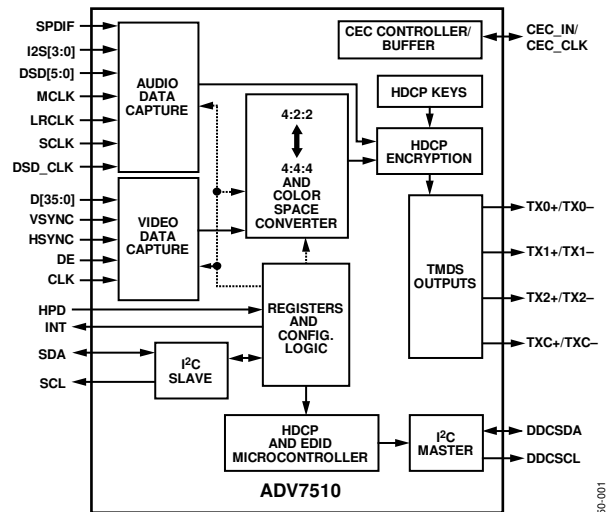 SPDIF
I2S[3:0]
DSD[5:0]
MCLK
LRCLK
SCLK
DSD_CLK
AUDIO
DATA
CAPTURE
D[35:0]
VSYNC
HSYNC
DE
CLK
VIDEO
DATA
CAPTURE
HPD
INT
SDA
SCL
I2C
SLAVE
4:2:2
4:4:4
AND
COLOR
SPACE
CONVERTER
REGISTERS
AND
CONFIG.
LOGIC
HDCP
AND EDID
MICROCONTROLLER
CEC CONTROLLER/
BUFFER
CEC_IN/
CEC_CLK
HDCP KEYS
HDCP
ENCRYPTION
TMDS
OUTPUTS
TX0+/TX0–
TX1+/TX1–
TX2+/TX2–
TXC+/TXC–
I2C
MASTER
DDCSDA
DDCSCL
ADV7510